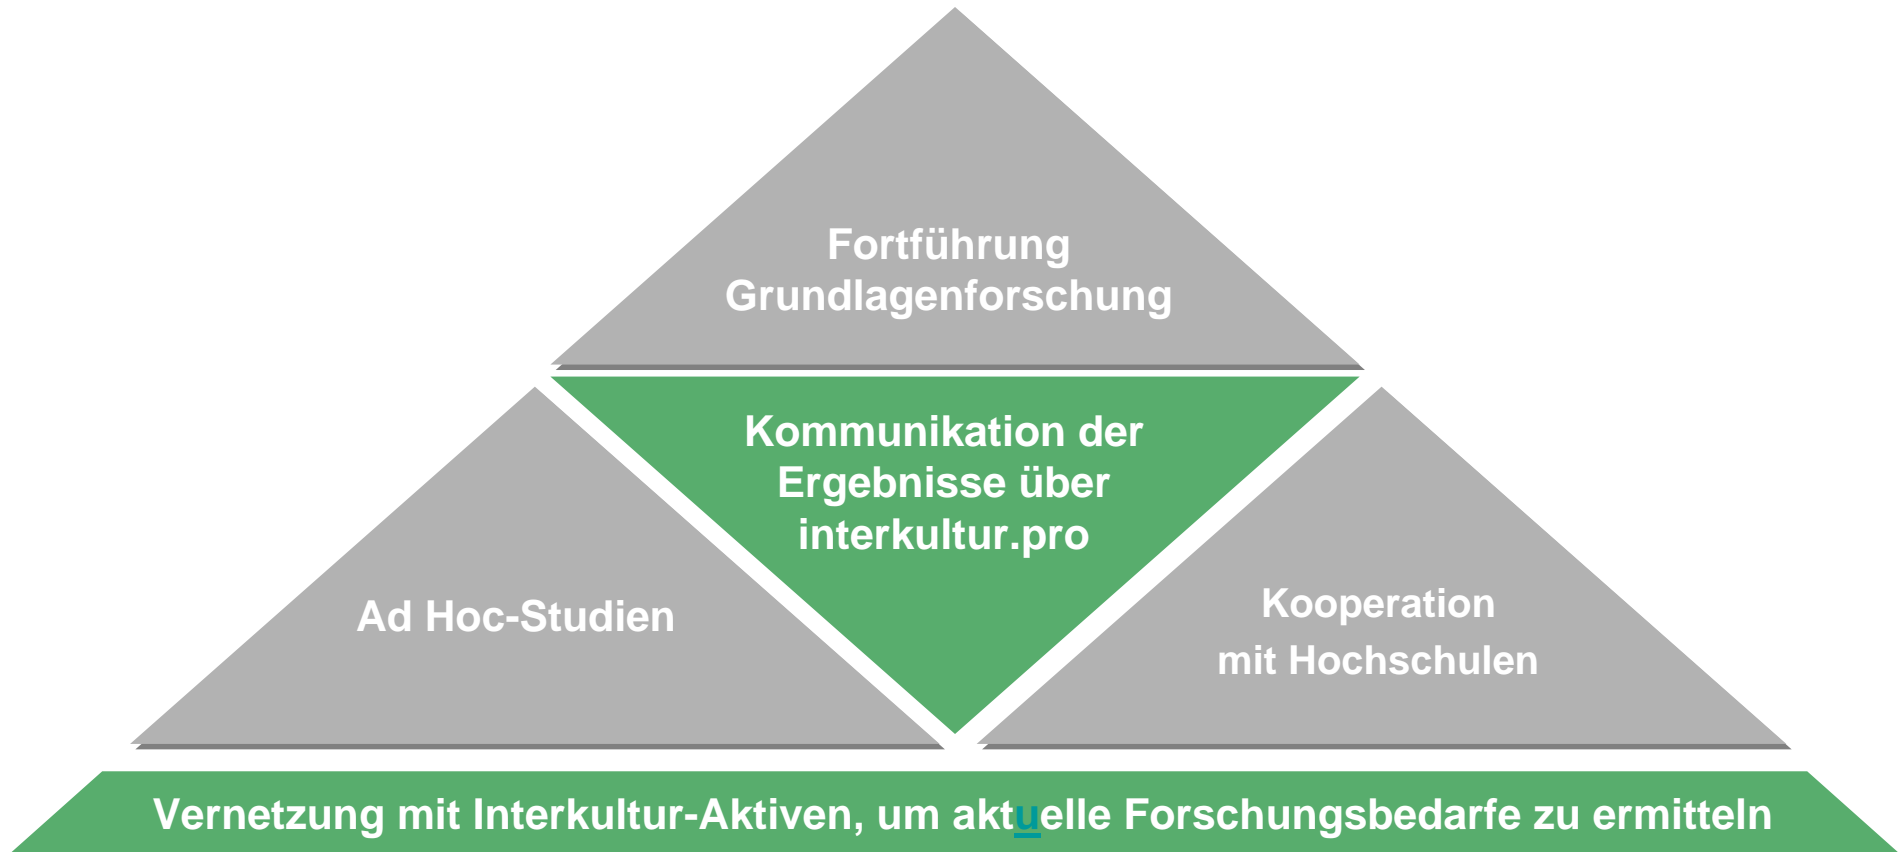 Fortführung
Grundlagenforschung
Kommunikation der
Ergebnisse über
interkultur.pro
Ad Hoc-Studien
Kooperation
mit Hochschulen
Vernetzung mit Interkultur-Aktiven, um aktuelle Forschungsbedarfe zu ermitteln